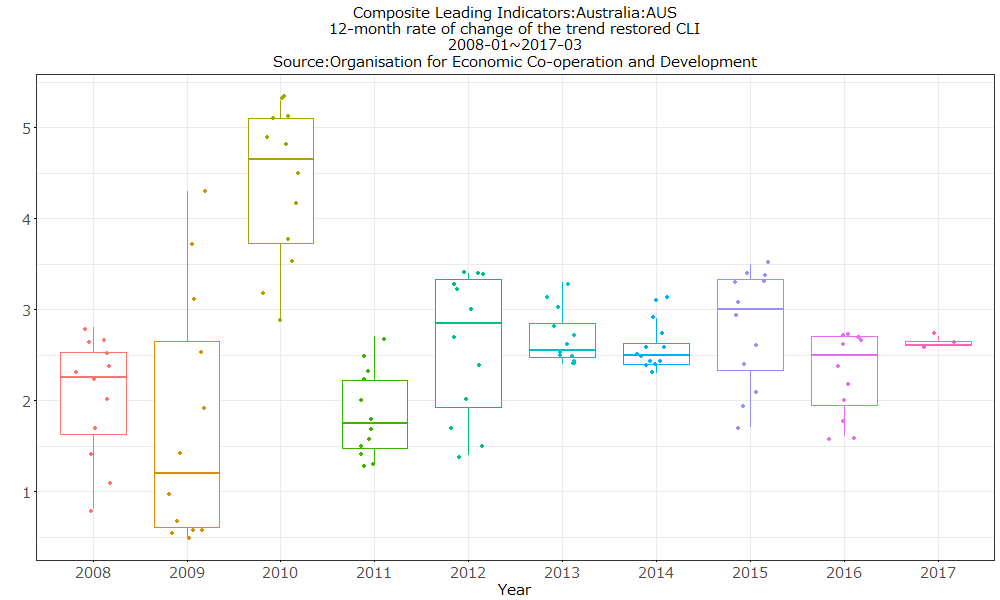 Composite Leading Indicators:Australia:AUS
12-month rate of change of the trend restored CLI
2008-01~2017-03
Source:Organisation for Economic Co-operation and Development
5
4
3
2
1
2008 2009 2010 2011 2012 2013 2014 2015 2016 2017
Year